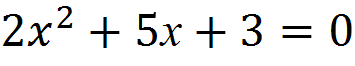 2x² + 5x + 3 = 0